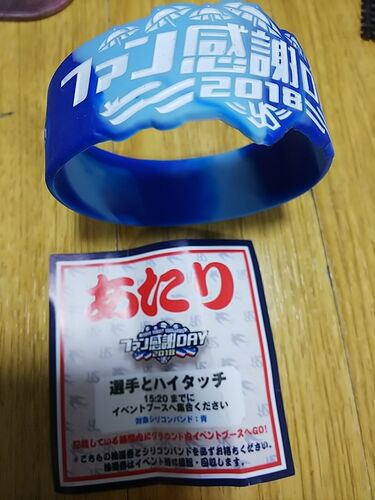 ファン感謝D
2018
あたり
ファン感謝DAY
2018
選手とハイタッチ
15:20 までに
イベントブースへ集合ください
対象シリコンバンド：青
記載している時間内にグラウンド内イベントブースへGO!
※こちらの抽選券とシリコンバンドを必ずお持ちください。
抽選券はイベント時に確認・回収します。